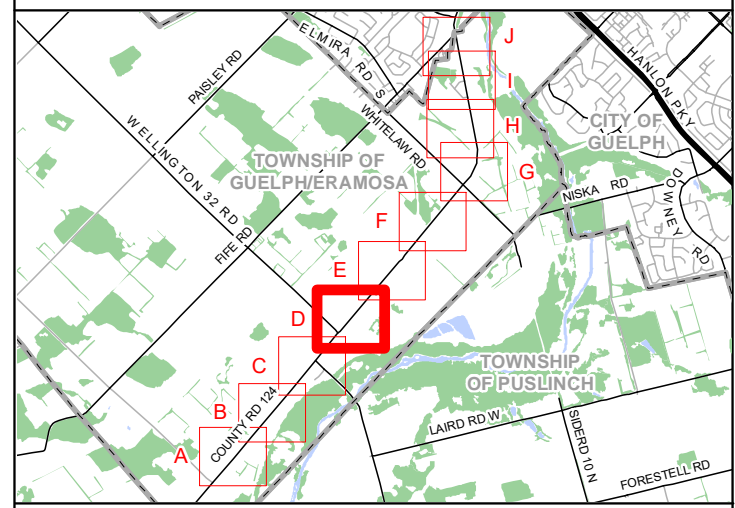 J
ELMIRA RD S
HANLON PKY
PAISLEY RD
I
WHITELAW RD
H
CITY OF
GUELPH
WELLINGTON 32 RD
TOWNSHIP OF
GUELPH/ERAMOSA
G
NISKA RD
DOWNEY RD
F
FIFE RD
E
D
C
TOWNSHIP
OF PUSLINCH
B
COUNTY RD 124
LAIRD RD W
SIDERD 10 N
A
FORESTELL RD